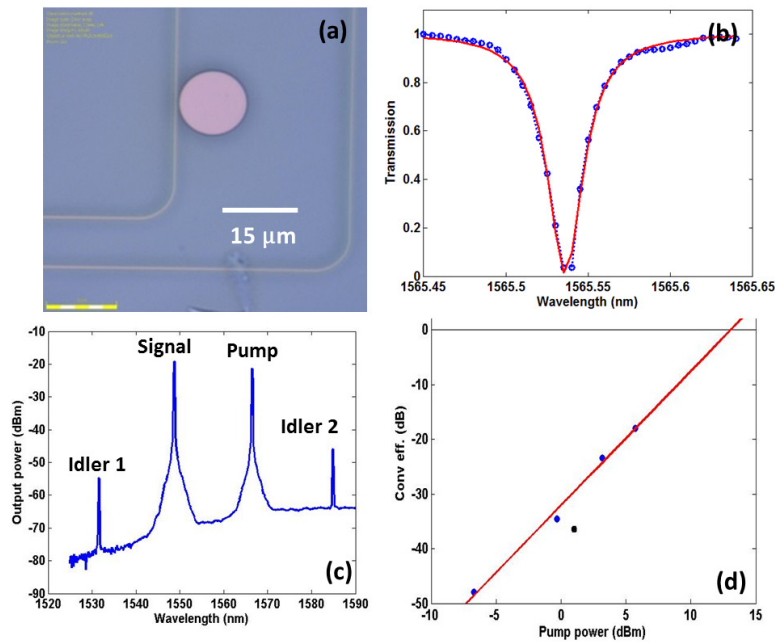 (a)
15 μm
(b)
1
0.8
0.6
0.4
0.2
0
Transmission
1565.45 1565.5 1565.55 1565.6 1565.65
Wavelength (nm)
-10
-20
-30
-40
-50
-60
-70
-80
-90
Output power (dBm)
Signal
Pump
Idler 2
Idler 1
(c)
1520 1530 1540 1550 1560 1570 1580 1590
Wavelength (nm)
0
-10
-20
-30
-40
-50
Conv eff. (dB)
(d)
-10 -5 0 5 10 15
Pump power (dBm)